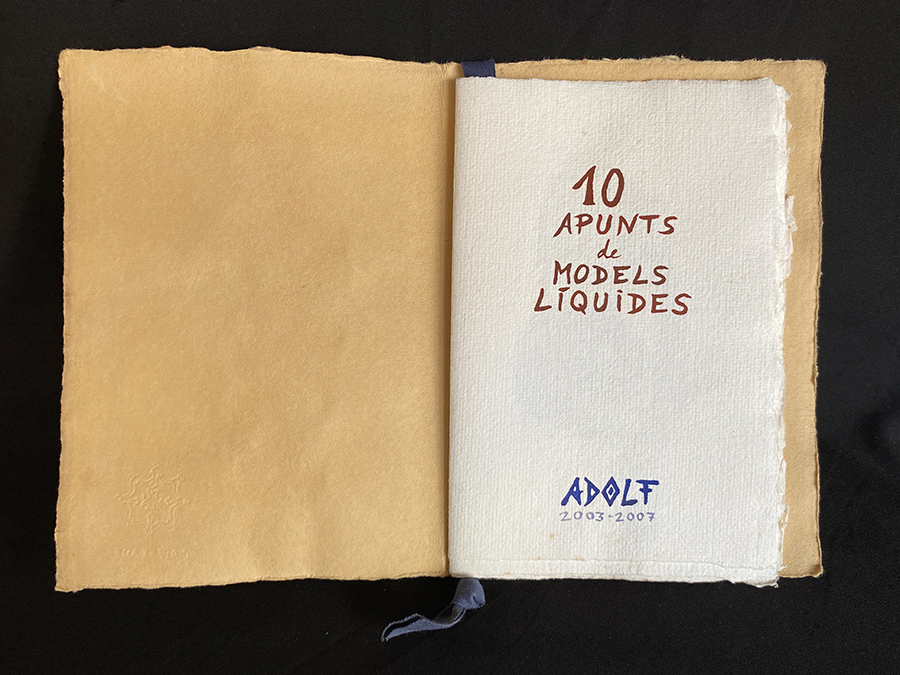 10
APUNTS
de
MODELS
LÍQUIDES
ADOLF
2003-2007